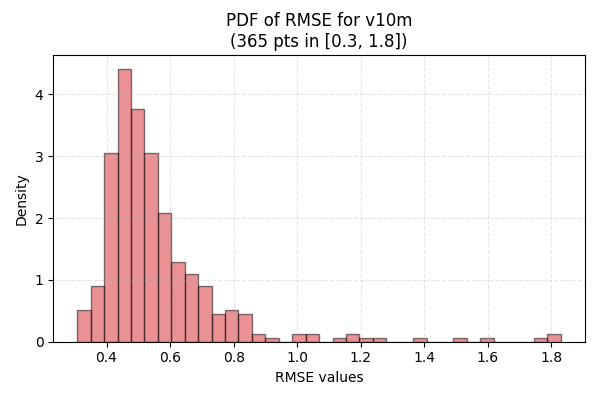 PDF of RMSE for v10m
(365 pts in [0.3, 1.8])
Density
4
3
2
1
0
0.4 0.6 0.8 1.0 1.2 1.4 1.6 1.8
RMSE values